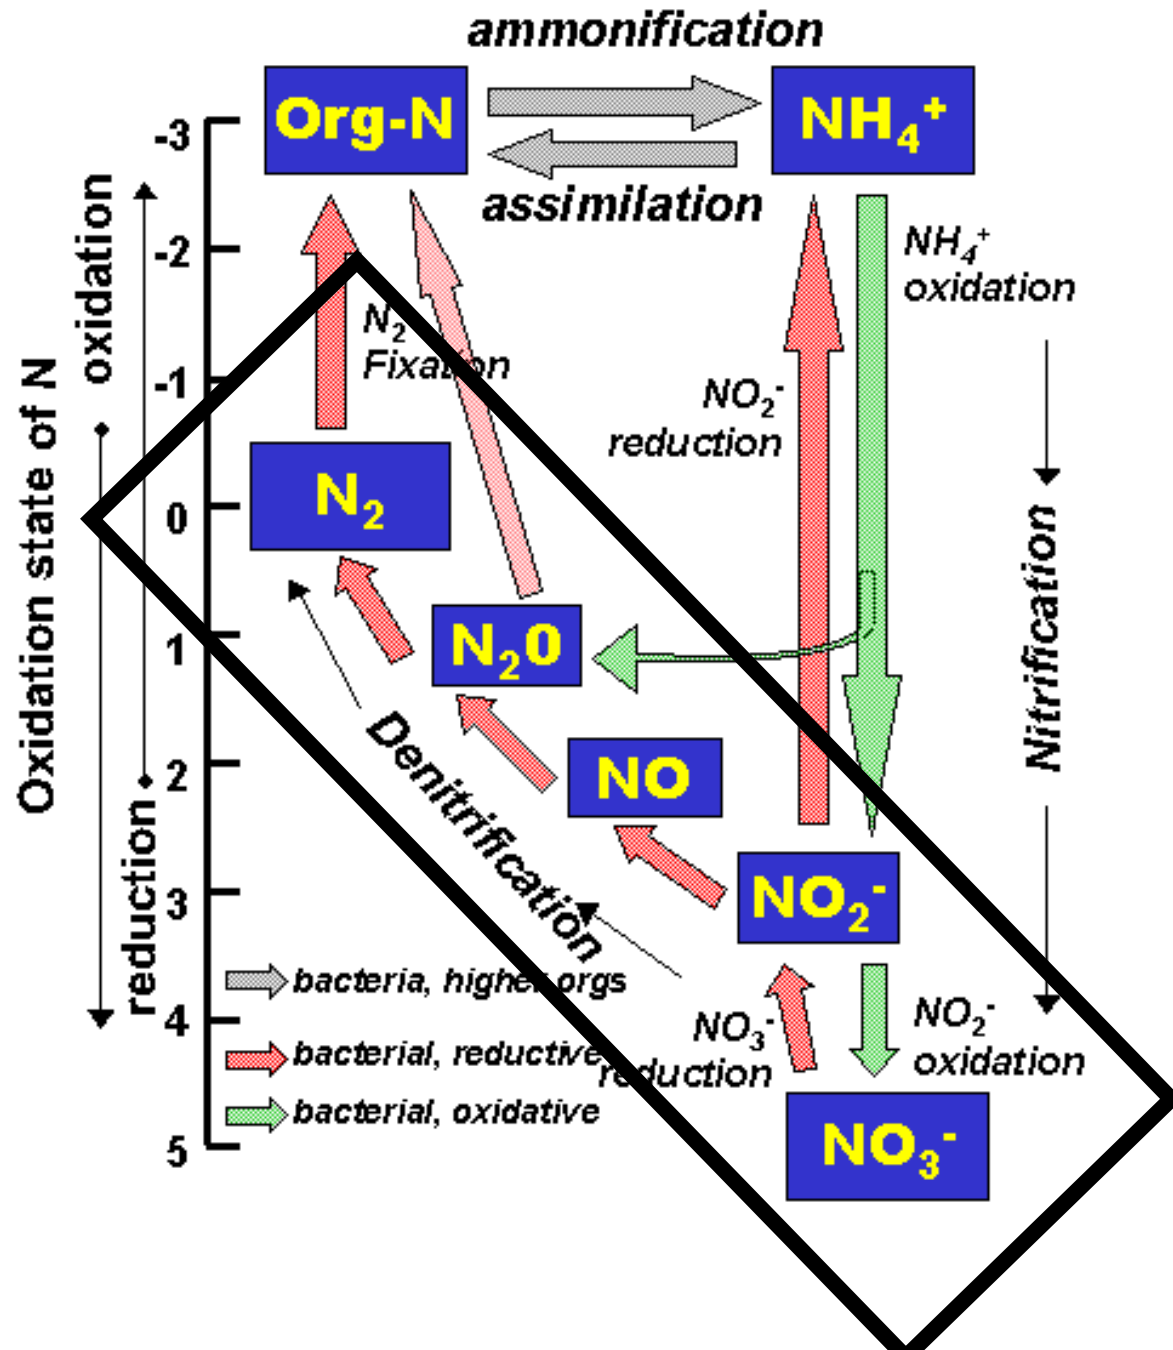 ammonification
Org-N
NH₄⁺
assimilation
-3
-2
-1
0
1
2
3
4
5
Oxidation state of N
oxidation
reduction
NH₄⁺
oxidation
N₂
Fixation
NO₂⁻
reduction
N₂
N₂0
NO
NO₂⁻
NO₃⁻
Denitrification
Nitrification
NO₃⁻
reduction
NO₂⁻
oxidation
bacteria, higher orgs
bacterial, reductive
bacterial, oxidative